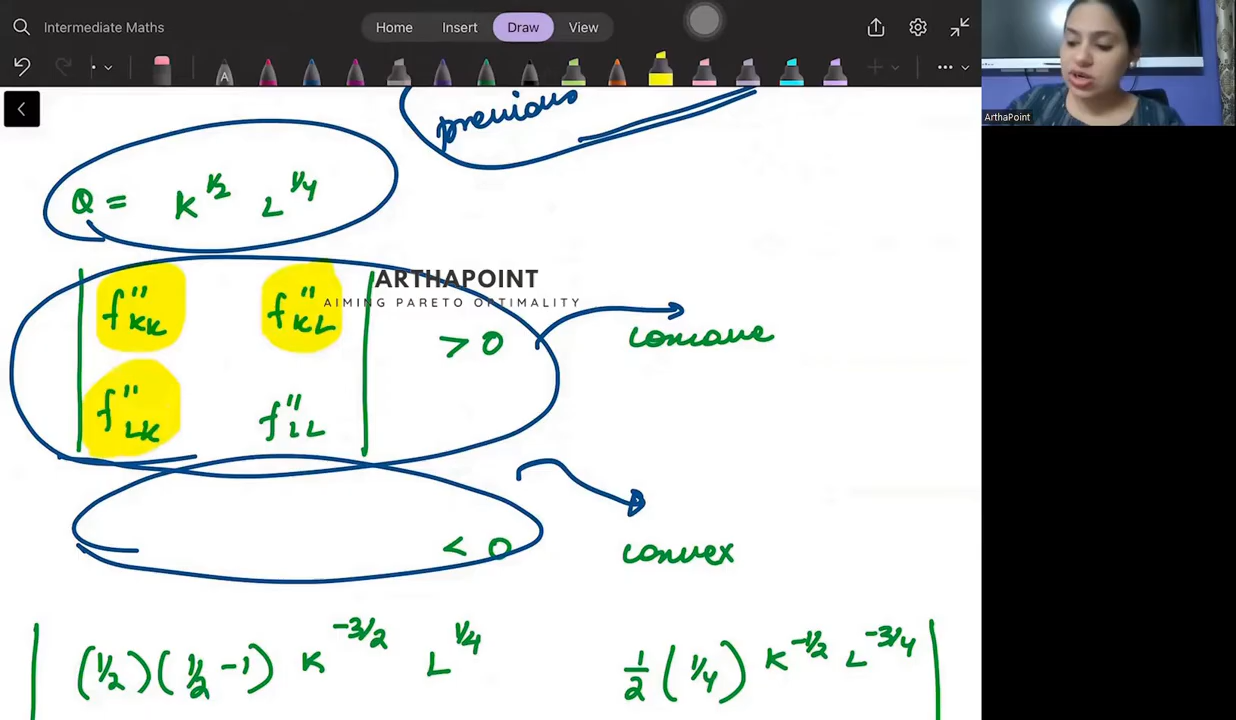 Intermediate Maths
Home Insert Draw View
previous
ArthaPoint
Q = K^1/2 L^1/4
ARTHAPOINT
AIMING PARETO OPTIMALITY
f''KK f''KL
> 0
concave
f''LK f''LL
< 0
convex
(1/2)(1/2-1) K^-3/2 L^1/4 1/2 (1/4) K^-1/2 L^-3/4